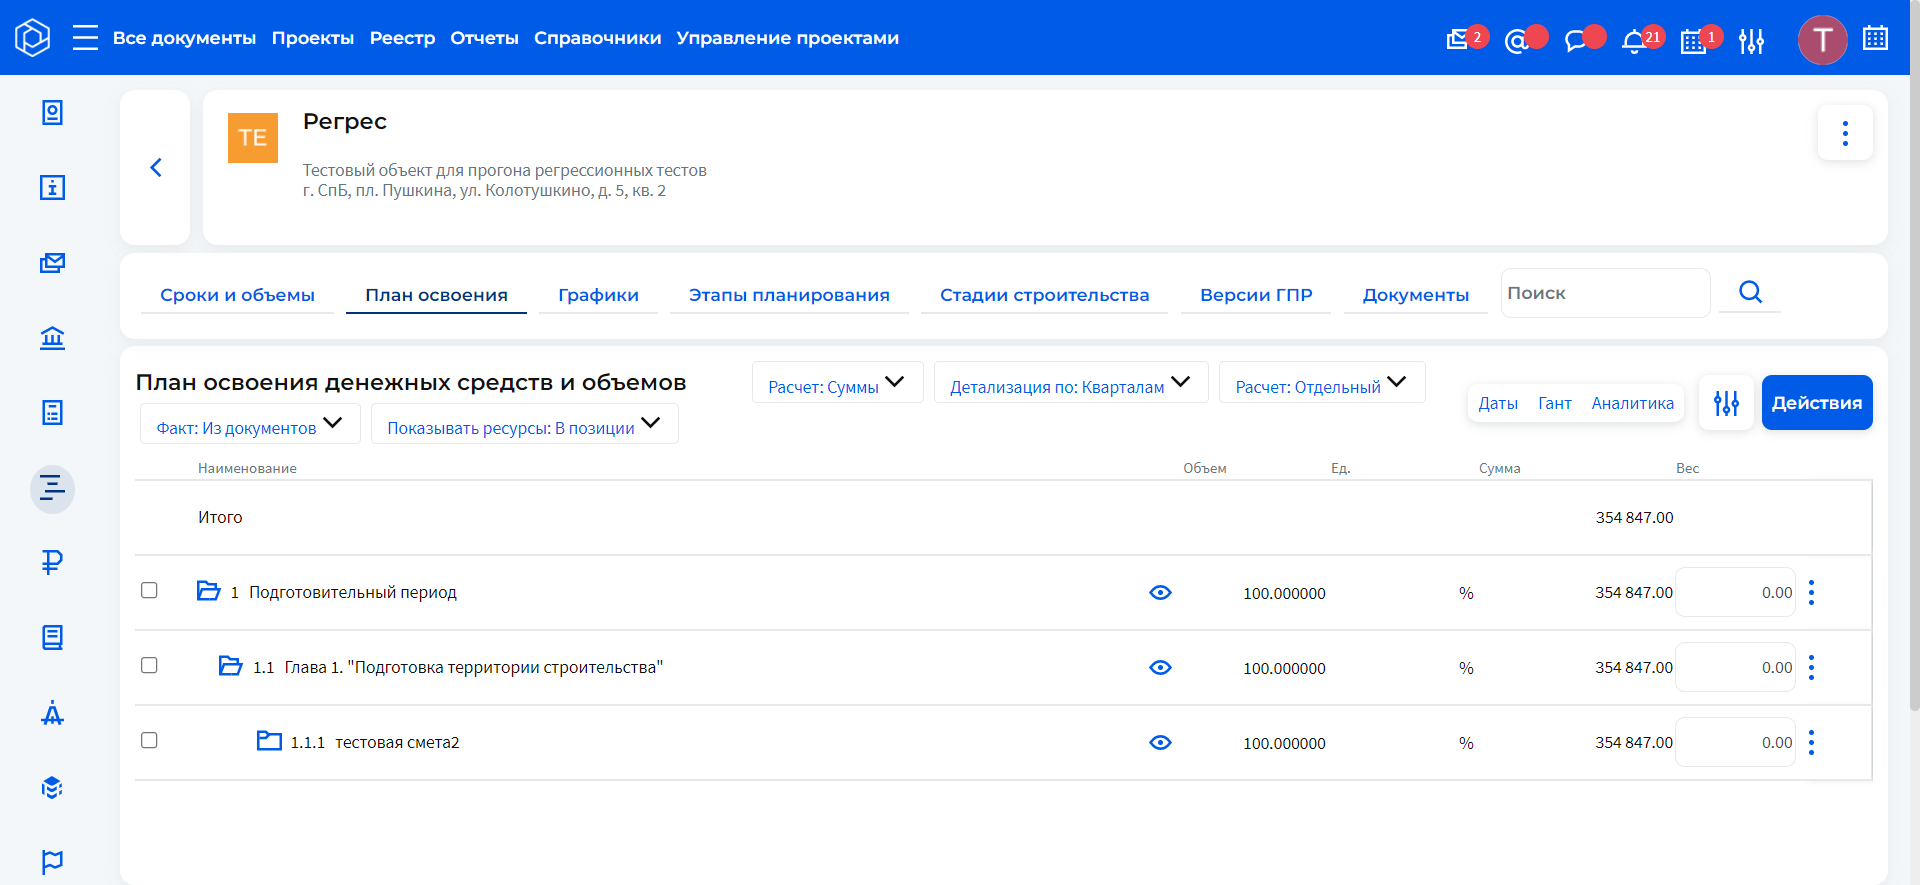 Все документы Проекты Реестр Отчеты Справочники Управление проектами 2 21 1 T
ТЕ
Регрес
Тестовый объект для прогона регрессионных тестов
г. СпБ, пл. Пушкина, ул. Колотушкино, д. 5, кв. 2
Сроки и объемы План освоения Графики Этапы планирования Стадии строительства Версии ГПР Документы Поиск
План освоения денежных средств и объемов Расчет: Суммы Детализация по: Кварталам Расчет: Отдельный
Факт: Из документов Показывать ресурсы: В позиции
Даты Гант Аналитика Действия
Наименование Объем Ед. Сумма Вес
Итого 354 847.00
1 Подготовительный период 100.000000 % 354 847.00 0.00
1.1 Глава 1. "Подготовка территории строительства" 100.000000 % 354 847.00 0.00
1.1.1 тестовая смета2 100.000000 % 354 847.00 0.00